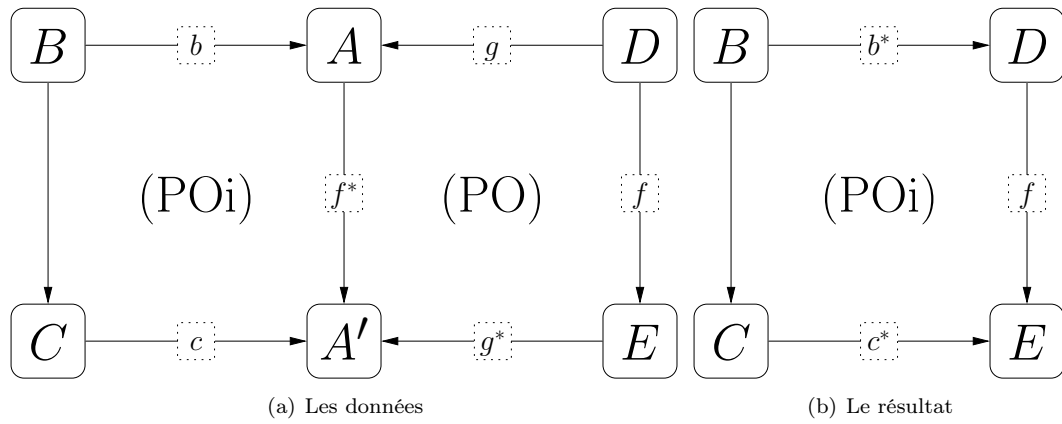 B b A g D B b* D
(POi) f* (PO) f (POi) f
C c A′ g* E C c* E
(a) Les données (b) Le résultat